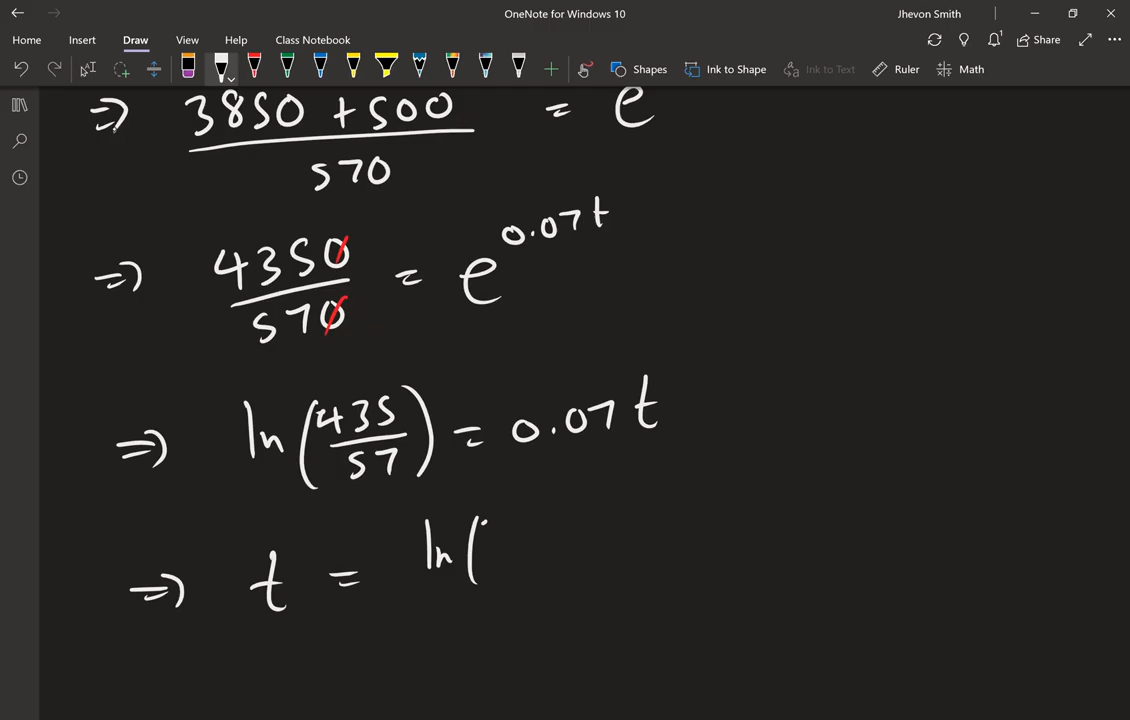 OneNote for Windows 10
Jhevon Smith
Home Insert Draw View Help Class Notebook
Share
Shapes Ink to Shape Ink to Text Ruler Math
⇒ 3850 + 500 / 570 = e
⇒ 4350 / 570 = e^0.07t
⇒ ln(435/57) = 0.07t
⇒ t = ln(